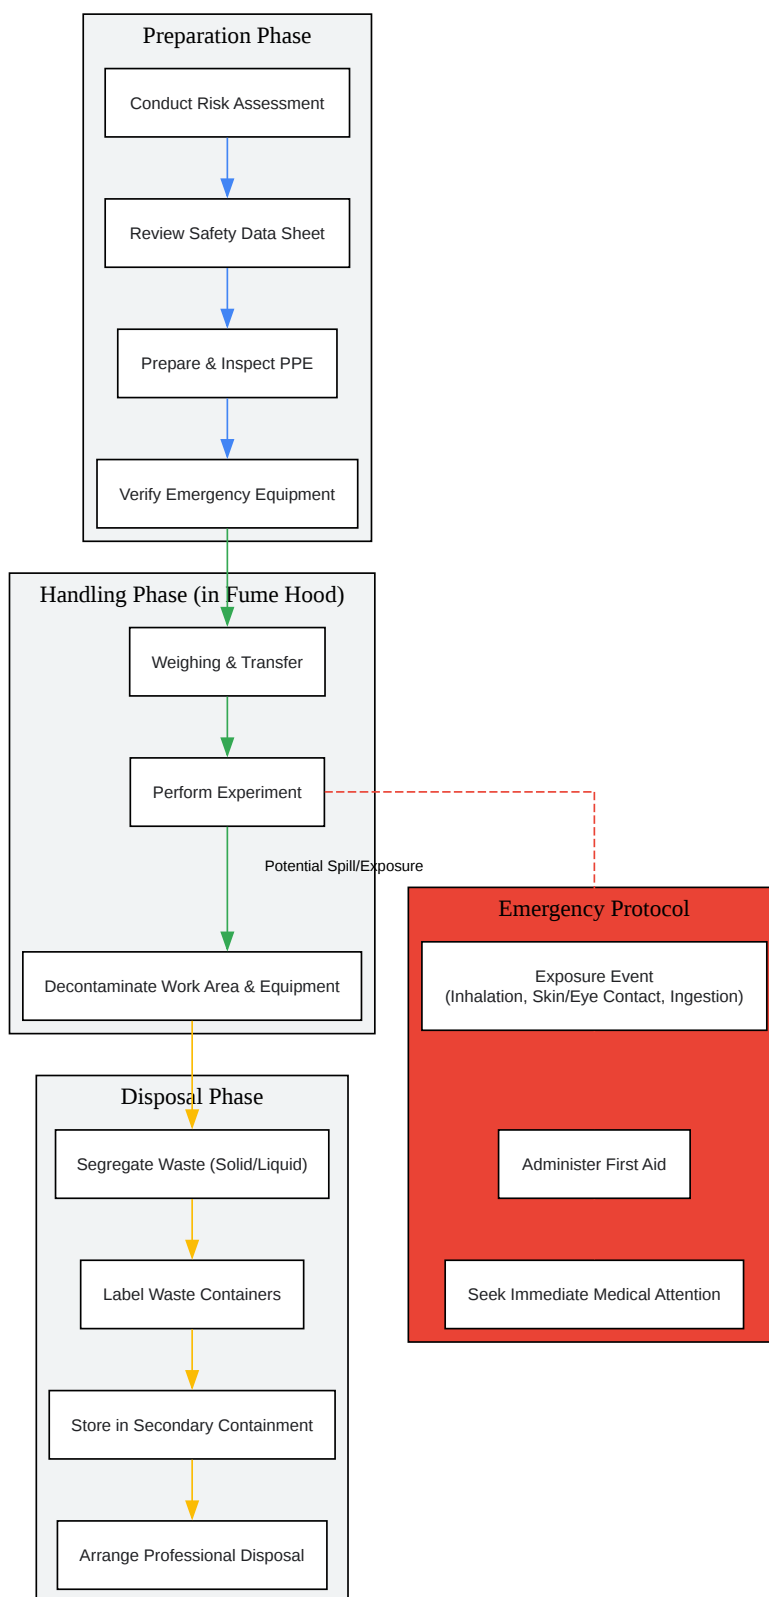 Preparation Phase
Conduct Risk Assessment
Review Safety Data Sheet
Prepare & Inspect PPE
Verify Emergency Equipment
Handling Phase (in Fume Hood)
Weighing & Transfer
Perform Experiment
Potential Spill/Exposure
Decontaminate Work Area & Equipment
Emergency Protocol
Exposure Event
(Inhalation, Skin/Eye Contact, Ingestion)
Administer First Aid
Seek Immediate Medical Attention
Disposal Phase
Segregate Waste (Solid/Liquid)
Label Waste Containers
Store in Secondary Containment
Arrange Professional Disposal